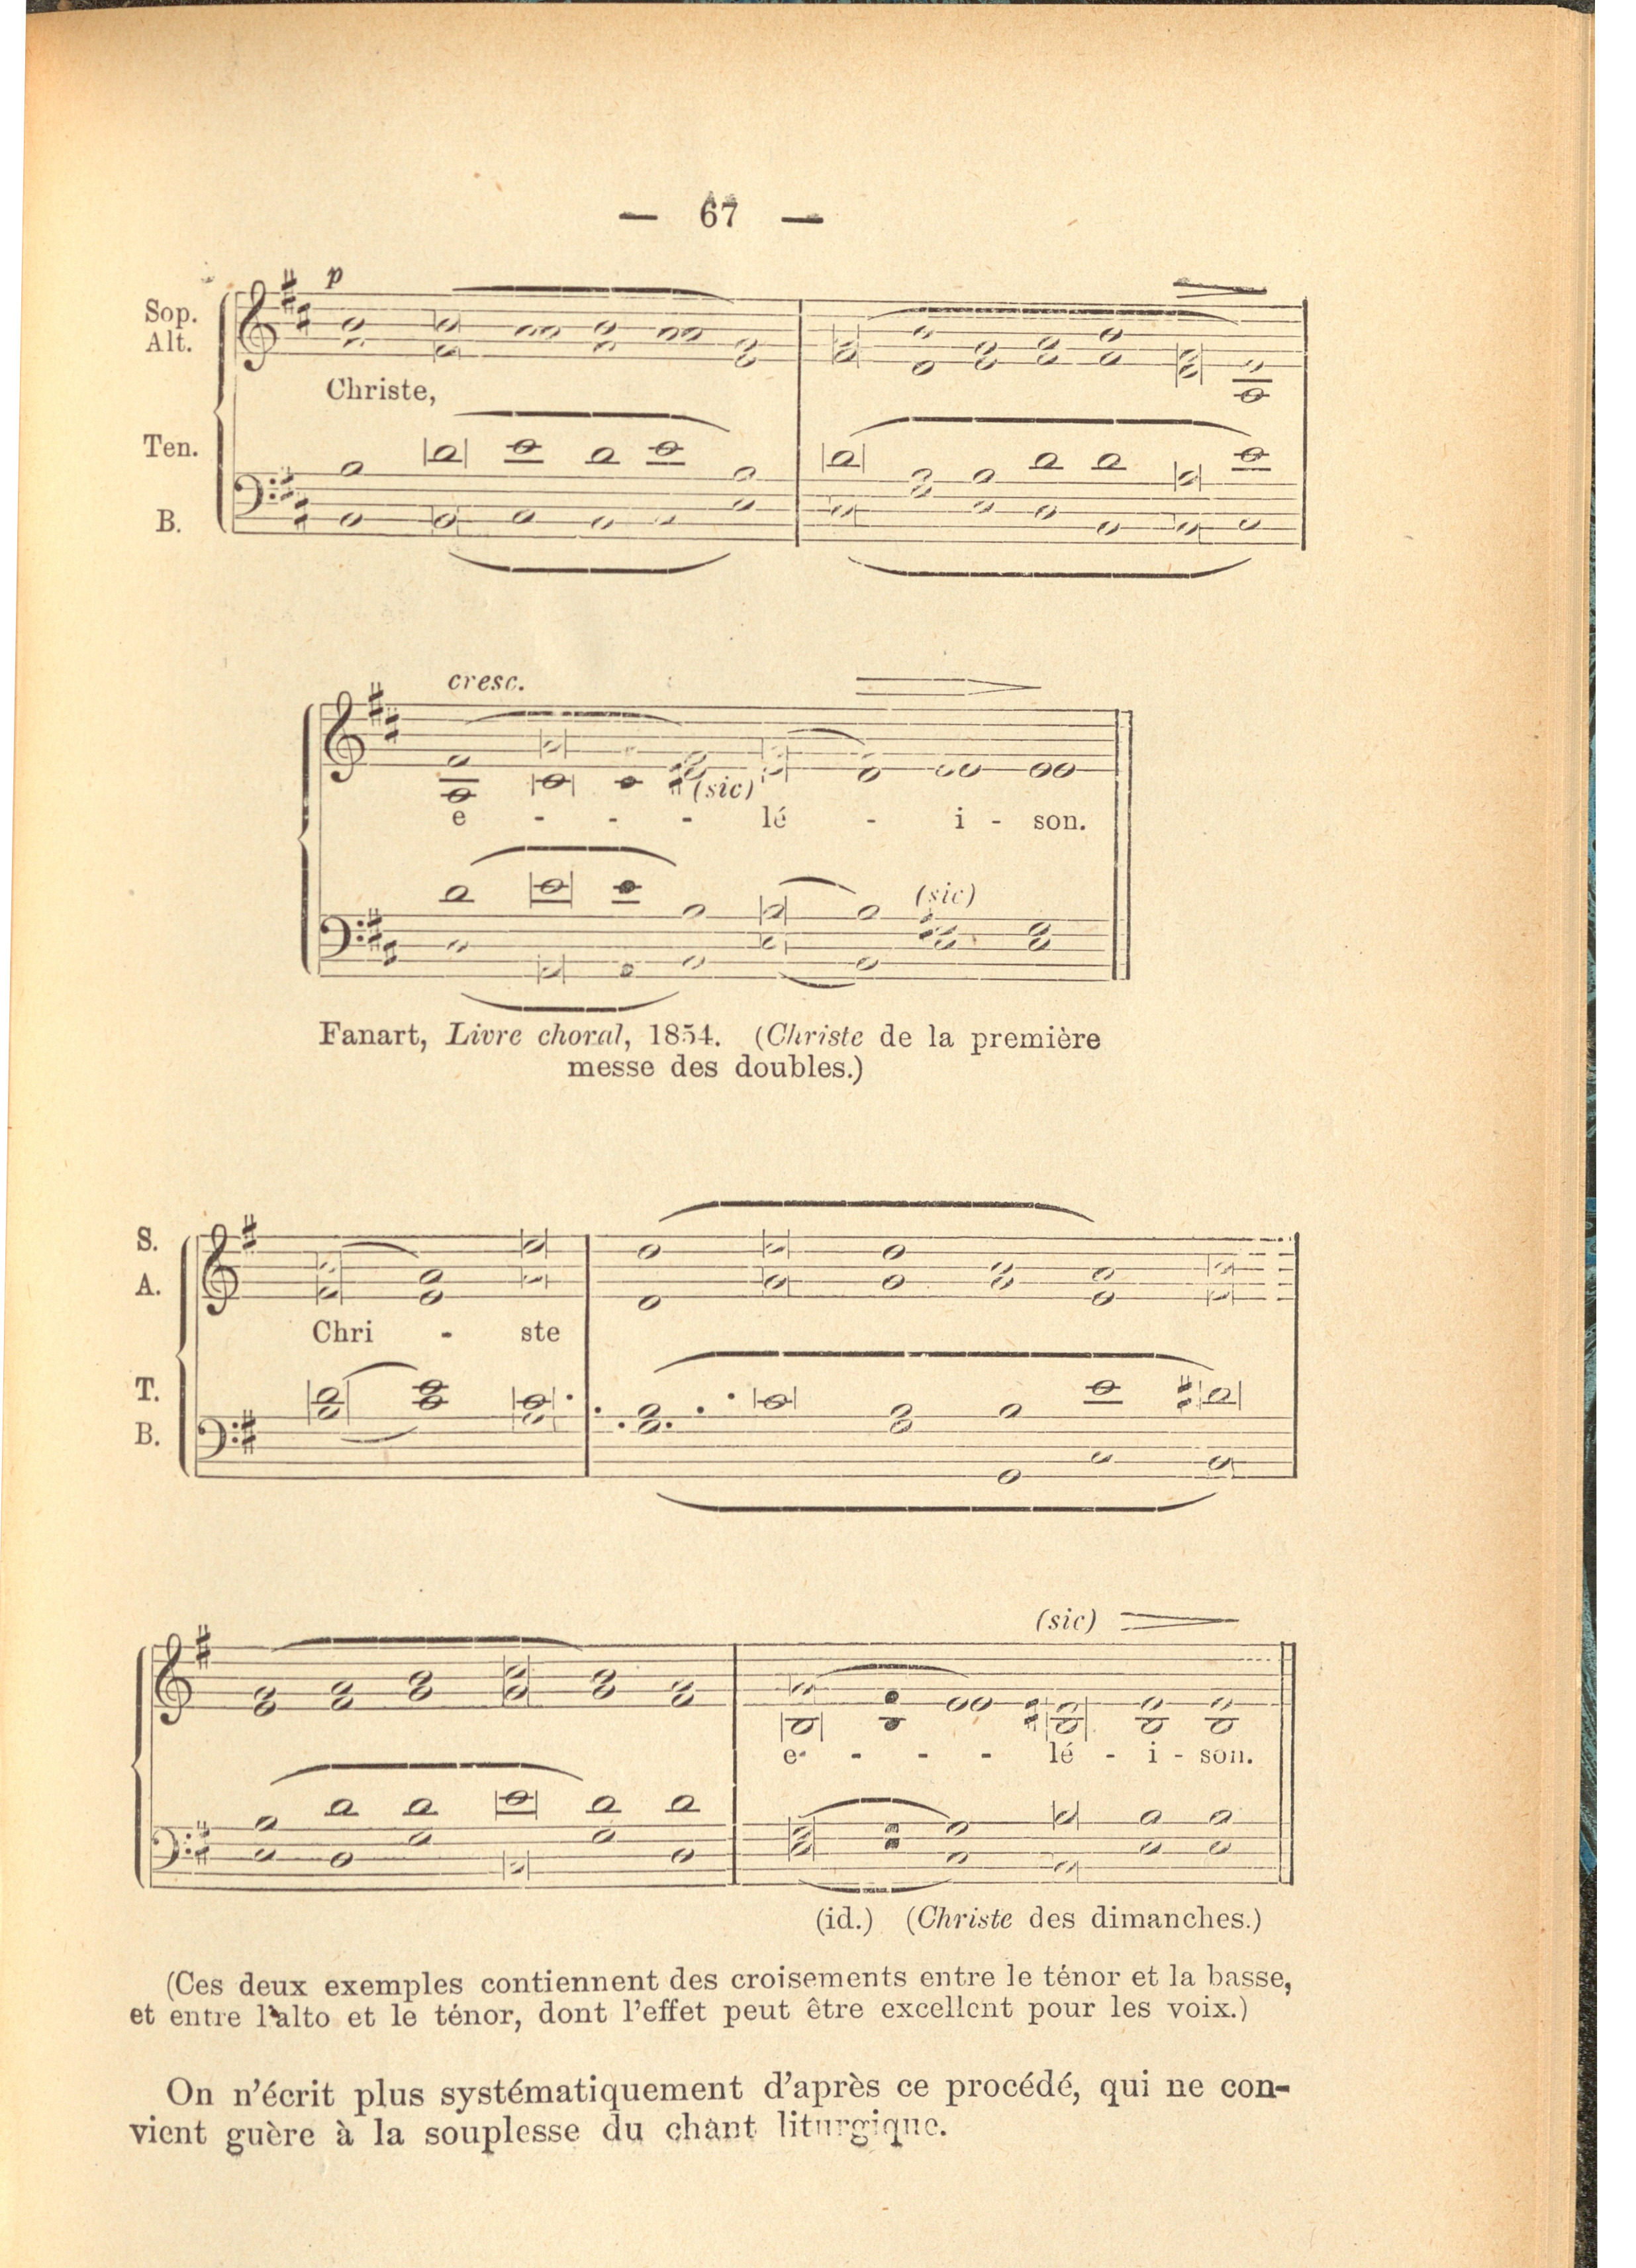 — 67 —
p
Sop.
Alt.
Christe,
Ten.
B.
cresc.
(sic)
e - - - lé - i - son.
(sic)
Fanart, Livre choral, 1854. (Christe de la première
messe des doubles.)
S.
A.
Chri - ste
T.
B.
(sic)
e - - - - lé - i - son.
(id.) (Christe des dimanches.)
(Ces deux exemples contiennent des croisements entre le ténor et la basse,
et entre l'alto et le ténor, dont l'effet peut être excellent pour les voix.)
On n'écrit plus systématiquement d'après ce procédé, qui ne con-
vient guère à la souplesse du chant liturgique.